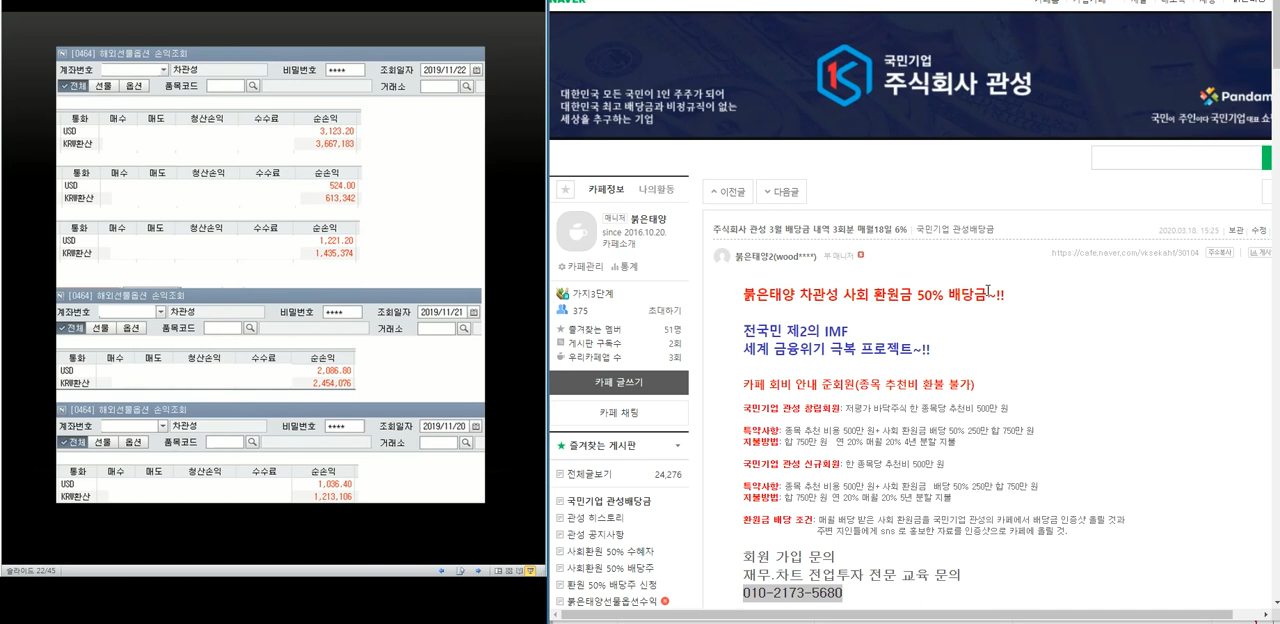 [0464] 해외선물옵션 손익조회
계좌번호 차관성 비밀번호 **** 조회일자 2019/11/22
전체 선물 옵션 품목코드 거래소
통화 매수 매도 청산손익 수수료 순손익
USD 3,123.20
KRW환산 3,667,183
통화 매수 매도 청산손익 수수료 순손익
USD 524.00
KRW환산 613,342
통화 매수 매도 청산손익 수수료 순손익
USD 1,221.20
KRW환산 1,435,374
[0464] 해외선물옵션 손익조회
계좌번호 차관성 비밀번호 **** 조회일자 2019/11/21
전체 선물 옵션 품목코드 거래소
통화 매수 매도 청산손익 수수료 순손익
USD 2,086.80
KRW환산 2,454,076
[0464] 해외선물옵션 손익조회
계좌번호 차관성 비밀번호 **** 조회일자 2019/11/20
전체 선물 옵션 품목코드 거래소
통화 매수 매도 청산손익 수수료 순손익
USD 1,036.40
KRW환산 1,213,106
슬라이드 22/45
NAVER
대한민국 모든 국민이 1인 주주가 되어
대한민국 최고 배당금과 비정규직이 없는
세상을 추구하는 기업
국민기업
주식회사 관성
Pandam
국민이 주인이다 국민기업대표 쇼
카페정보 나의활동
매니저 붉은태양
since 2016.10.20.
카페소개
카페관리 통계
가지3단계
375 초대하기
즐겨찾는 멤버 51명
게시판 구독수 2회
우리카페앱 수 3회
카페 글쓰기
카페 채팅
즐겨찾는 게시판
전체글보기 24,276
국민기업 관성배당금
관성 히스토리
관성 공지사항
사회환원 50% 수혜자
사회환원 50% 배당주
환원 50% 배당주 신청
붉은태양선물옵션수익
이전글 다음글
주식회사 관성 3월 배당금 내역 3회분 매월18일 6% 국민기업 관성배당금 2020.03.18. 15:25 보관 수정
붉은태양2(wood****) 부매니저 https://cafe.naver.com/vksekahf/30104 주소복사 게시
붉은태양 차관성 사회 환원금 50% 배당금~!!
전국민 제2의 IMF
세계 금융위기 극복 프로젝트~!!
카페 회비 안내 준회원(종목 추천비 환불 불가)
국민기업 관성 창립회원: 저평가 바닥주식 한 종목당 추천비 500만 원
특약사항: 종목 추천 비용 500만 원+ 사회 환원금 배당 50% 250만 합 750만 원
지불방법: 합 750만 원 연 20% 매월 20% 4년 분할 지불
국민기업 관성 신규회원: 한 종목당 추천비 500만 원
특약사항: 종목 추천 비용 500만 원+ 사회 환원금 배당 50% 250만 합 750만 원
지불방법: 합 750만 원 연 20% 매월 20% 5년 분할 지불
환원금 배당 조건: 매월 배당 받은 사회 환원금을 국민기업 관성의 카페에서 배당금 인증샷 올릴 것과
주변 지인들에게 sns 로 홍보한 자료를 인증샷으로 카페에 올릴 것.
회원 가입 문의
재무.차트 전업투자 전문 교육 문의
010-2173-5680